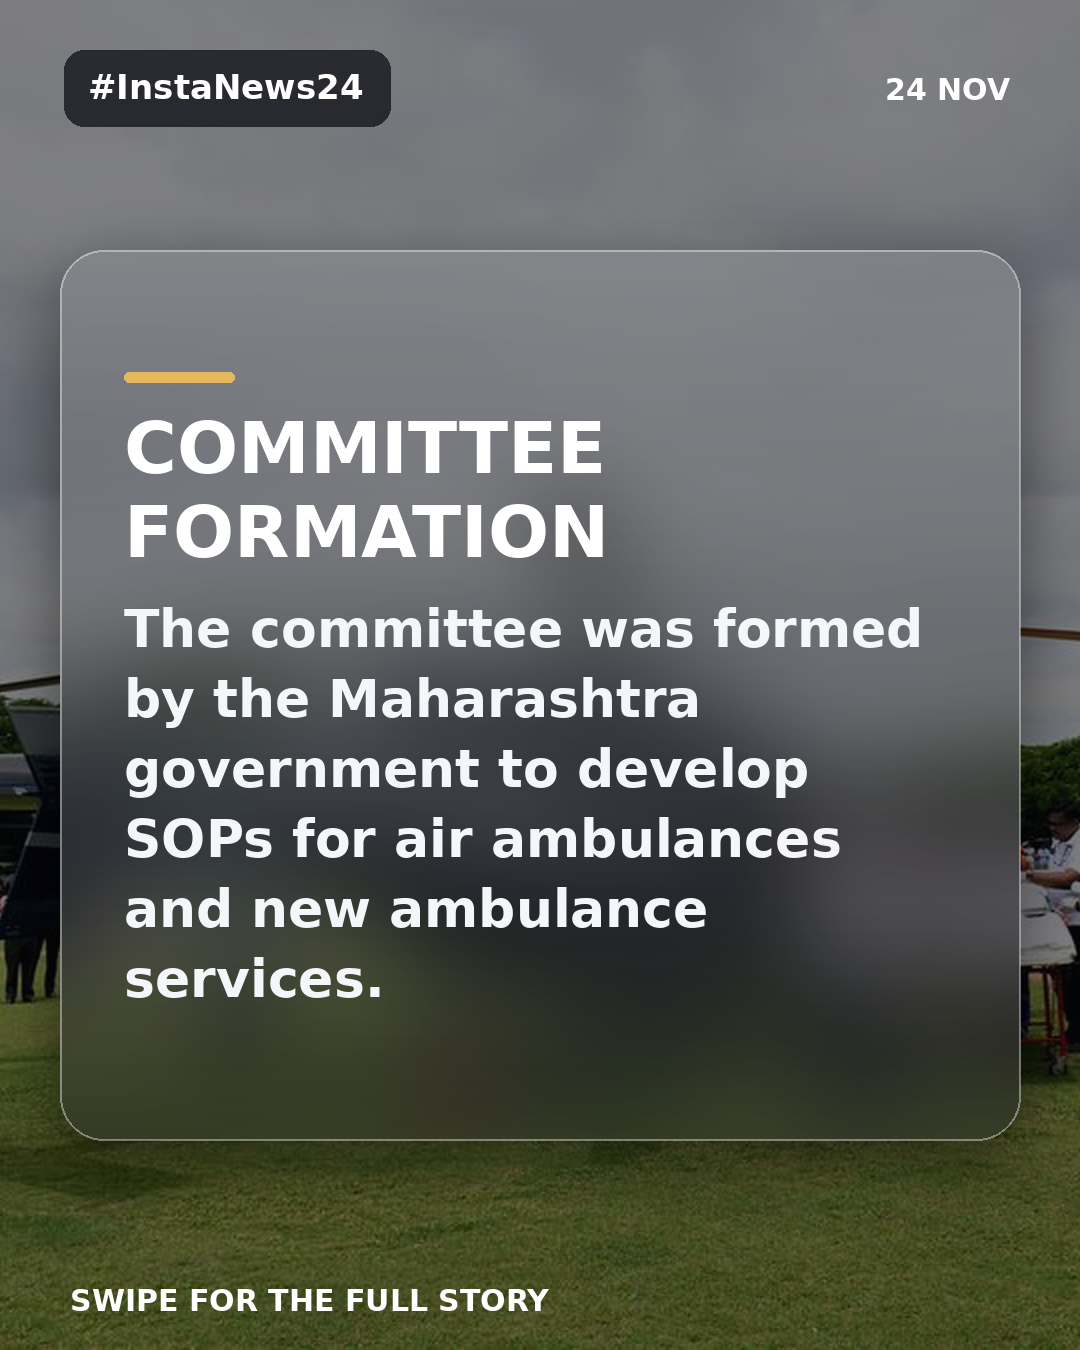 #InstaNews24
24 NOV
COMMITTEE
FORMATION
The committee was formed
by the Maharashtra
government to develop
SOPs for air ambulances
and new ambulance
services.
SWIPE FOR THE FULL STORY